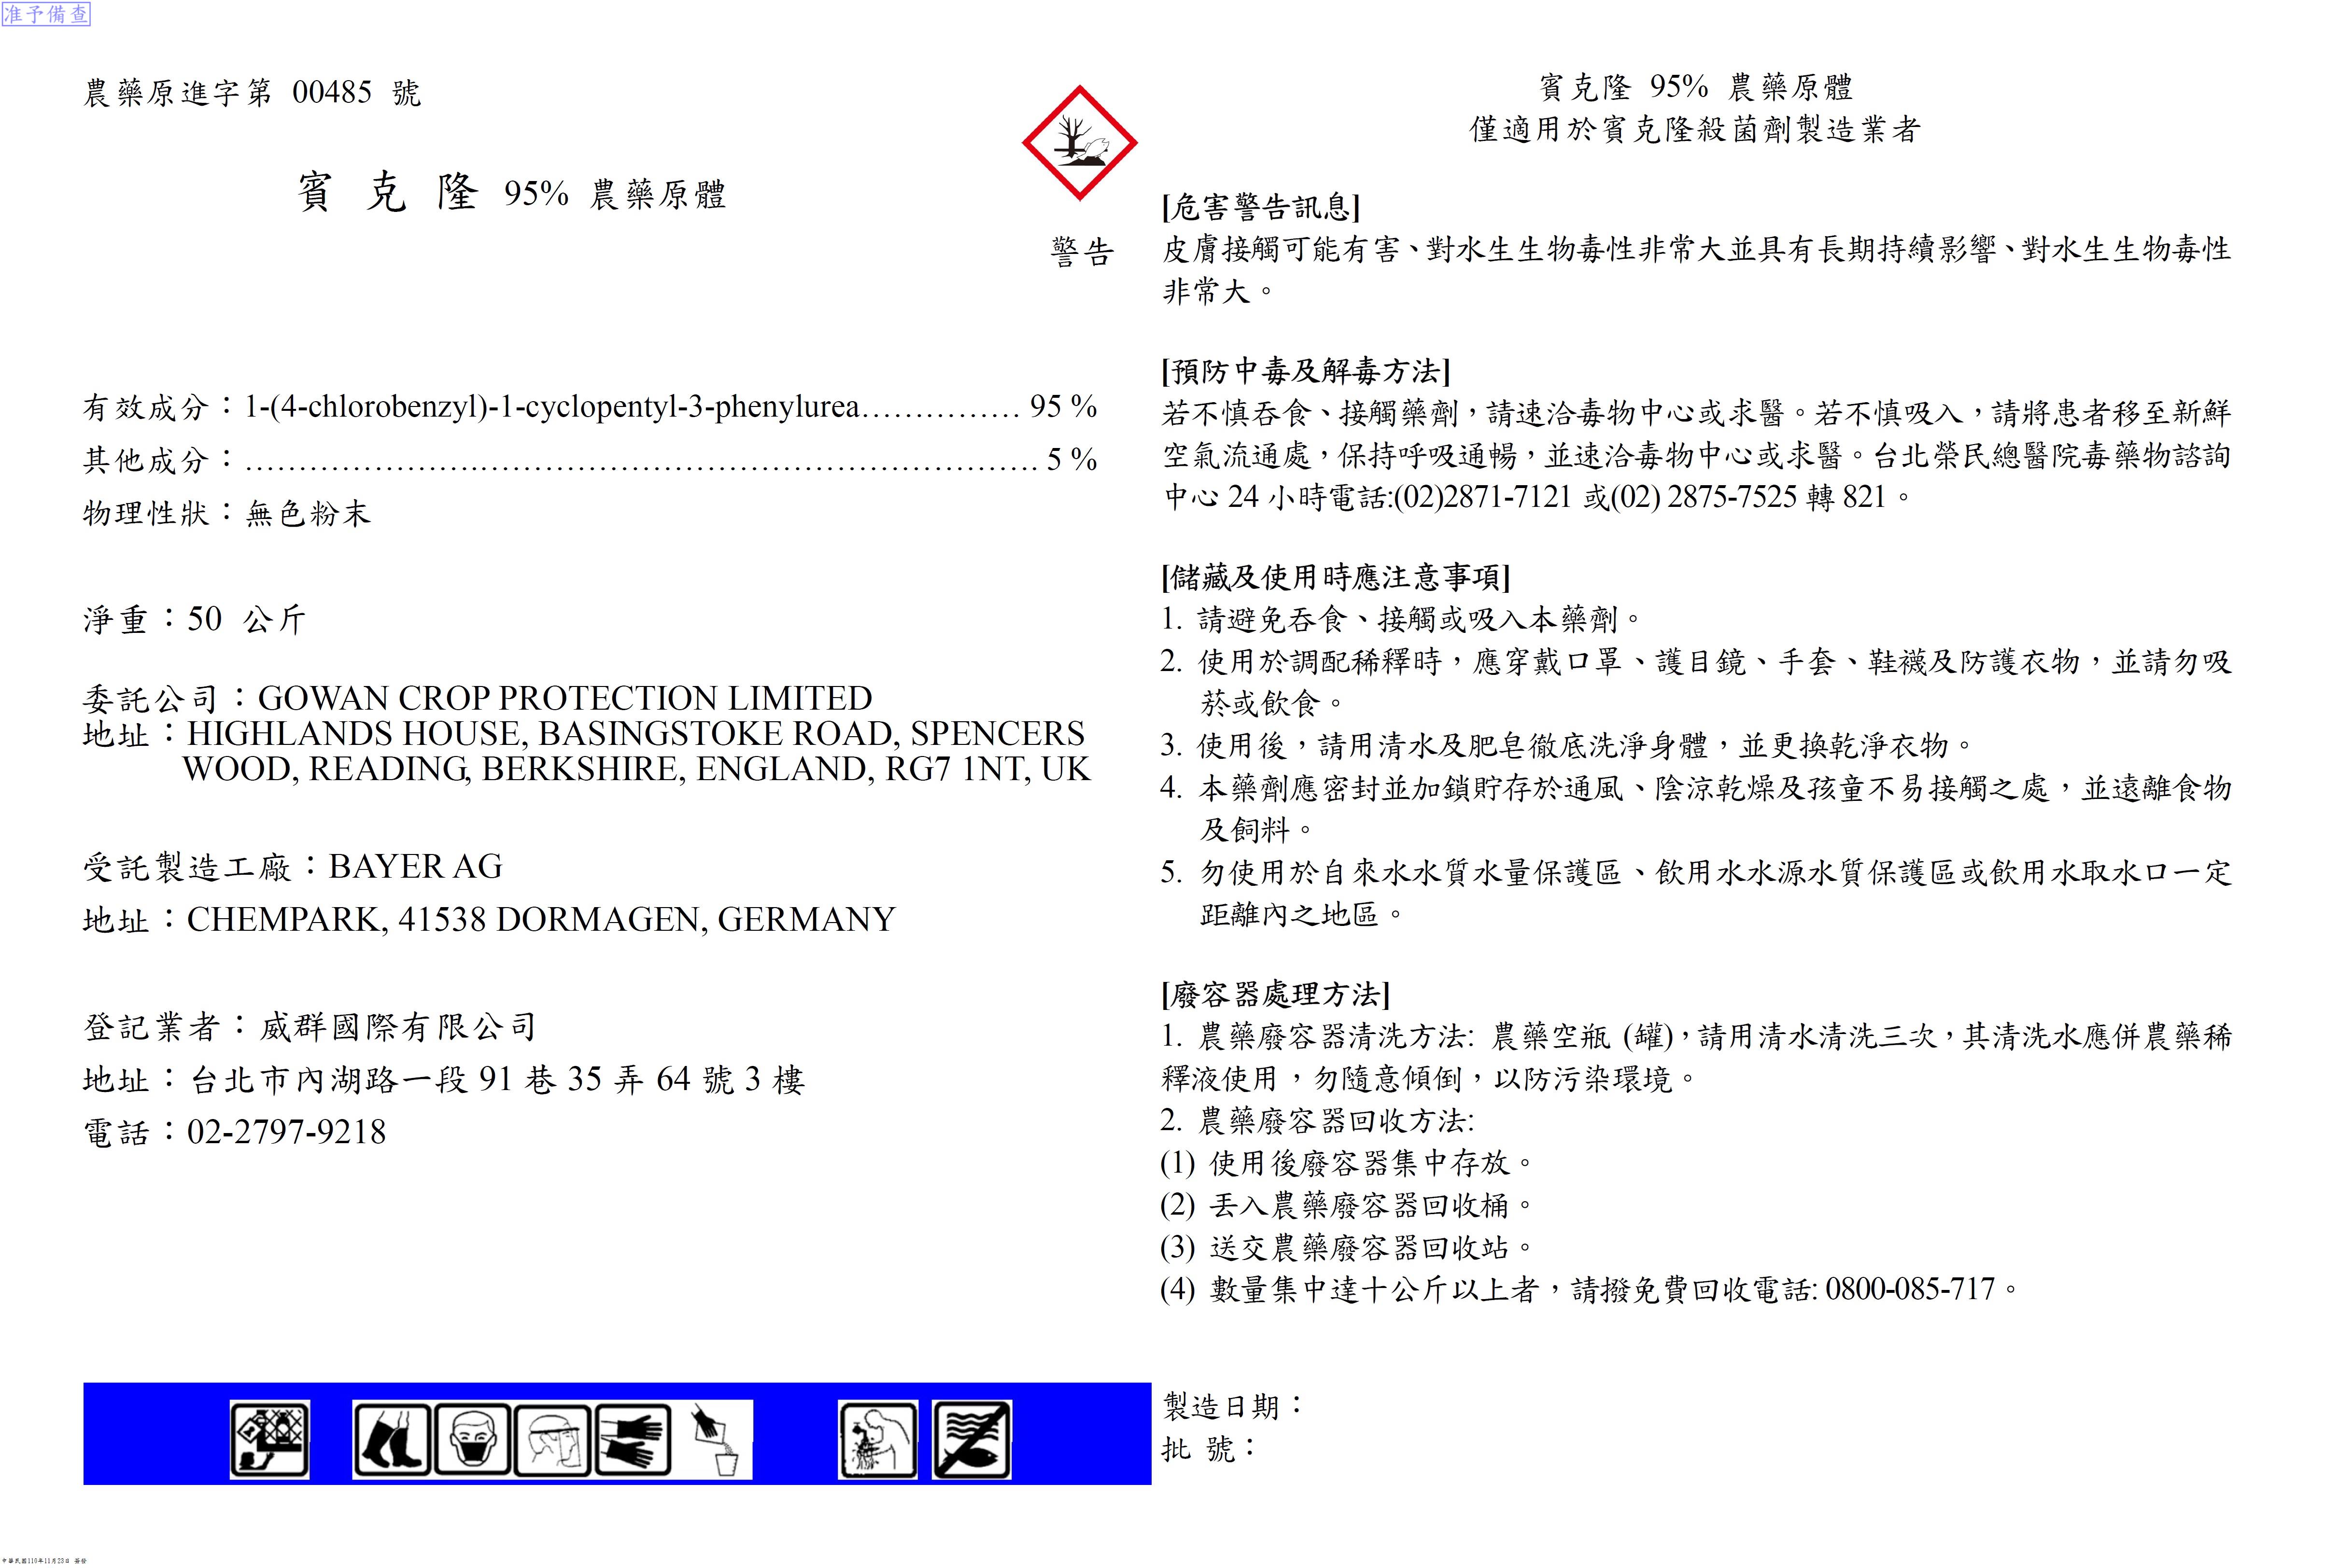 准予備查
農藥原進字第 00485 號
賓 克 隆 95% 農藥原體
警告
有效成分：1-(4-chlorobenzyl)-1-cyclopentyl-3-phenylurea............... 95 %
其他成分：.......................................................................... 5 %
物理性狀：無色粉末
淨重：50 公斤
委託公司：GOWAN CROP PROTECTION LIMITED
地址：HIGHLANDS HOUSE, BASINGSTOKE ROAD, SPENCERS
WOOD, READING, BERKSHIRE, ENGLAND, RG7 1NT, UK
受託製造工廠：BAYER AG
地址：CHEMPARK, 41538 DORMAGEN, GERMANY
登記業者：威群國際有限公司
地址：台北市內湖路一段 91 巷 35 弄 64 號 3 樓
電話：02-2797-9218
賓克隆 95% 農藥原體
僅適用於賓克隆殺菌劑製造業者
[危害警告訊息]
皮膚接觸可能有害、對水生生物毒性非常大並具有長期持續影響、對水生生物毒性
非常大。
[預防中毒及解毒方法]
若不慎吞食、接觸藥劑，請速洽毒物中心或求醫。若不慎吸入，請將患者移至新鮮
空氣流通處，保持呼吸通暢，並速洽毒物中心或求醫。台北榮民總醫院毒藥物諮詢
中心 24 小時電話:(02)2871-7121 或(02) 2875-7525 轉 821。
[儲藏及使用時應注意事項]
1. 請避免吞食、接觸或吸入本藥劑。
2. 使用於調配稀釋時，應穿戴口罩、護目鏡、手套、鞋襪及防護衣物，並請勿吸
菸或飲食。
3. 使用後，請用清水及肥皂徹底洗淨身體，並更換乾淨衣物。
4. 本藥劑應密封並加鎖貯存於通風、陰涼乾燥及孩童不易接觸之處，並遠離食物
及飼料。
5. 勿使用於自來水水質水量保護區、飲用水水源水質保護區或飲用水取水口一定
距離內之地區。
[廢容器處理方法]
1. 農藥廢容器清洗方法: 農藥空瓶 (罐)，請用清水清洗三次，其清洗水應併農藥稀
釋液使用，勿隨意傾倒，以防污染環境。
2. 農藥廢容器回收方法:
(1) 使用後廢容器集中存放。
(2) 丟入農藥廢容器回收桶。
(3) 送交農藥廢容器回收站。
(4) 數量集中達十公斤以上者，請撥免費回收電話: 0800-085-717。
製造日期：
批 號：
中華民國110年11月23日 簽發